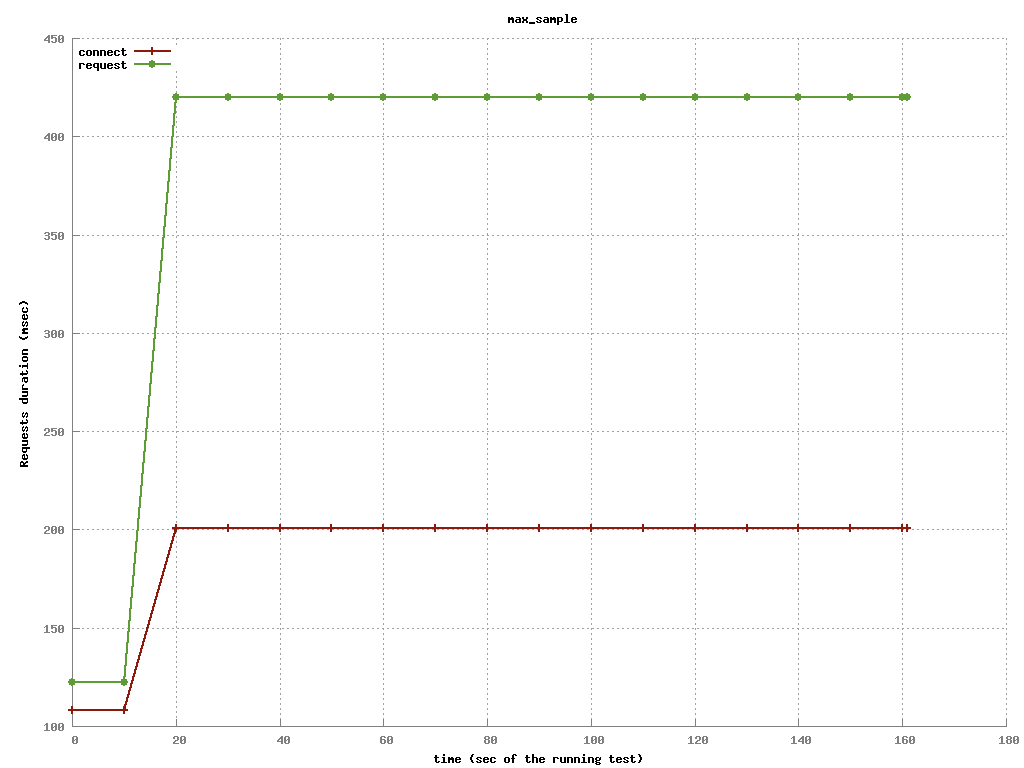 max_sample
450
connect
request
400
350
300
250
200
150
100
Requests duration (msec)
0 20 40 60 80 100 120 140 160 180
time (sec of the running test)